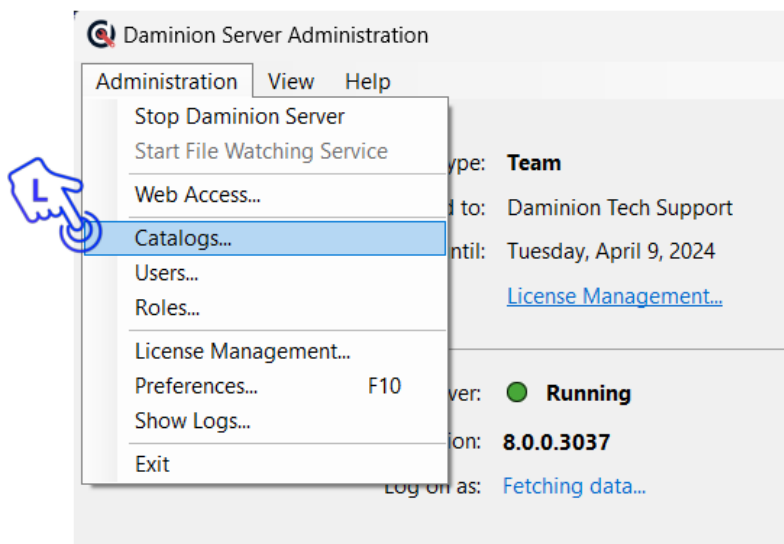 Daminion Server Administration
Administration View Help
Stop Daminion Server
Start File Watching Service
ype: Team
Web Access...
d to: Daminion Tech Support
L
Catalogs...
ntil: Tuesday, April 9, 2024
Users...
Roles...
License Management...
License Management...
Preferences... F10
ver: Running
Show Logs...
ion: 8.0.0.3037
Exit
Log on as: Fetching data...